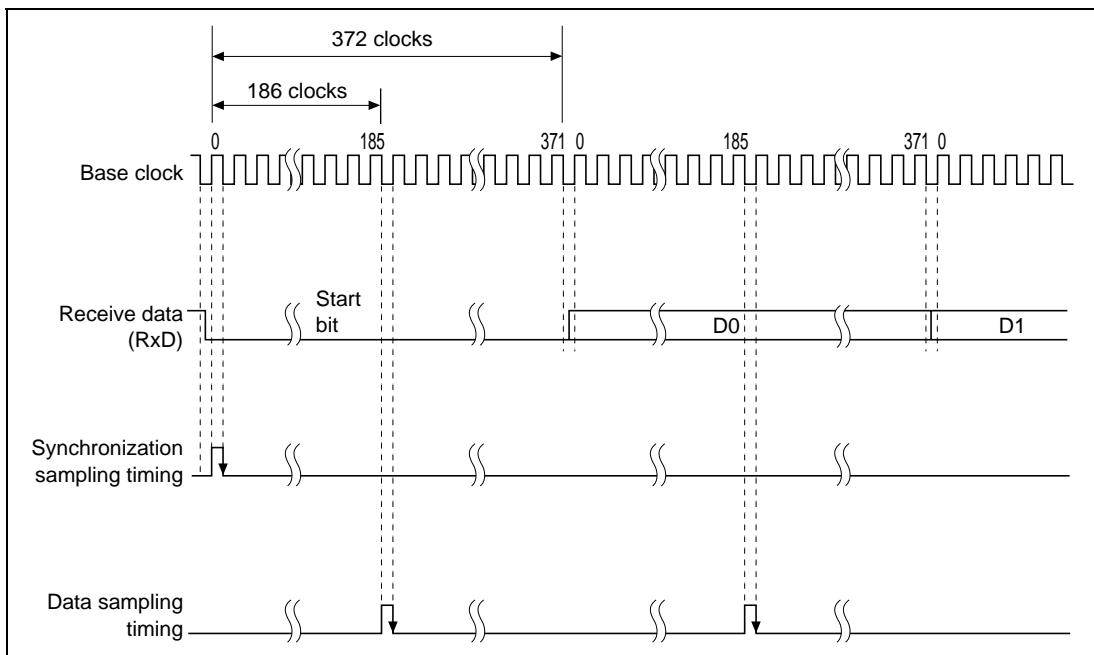 372 clocks
186 clocks
0 185 371 0 185 371 0
Base clock
Receive data
(RxD)
Start
bit
D0
D1
Synchronization
sampling timing
Data sampling
timing